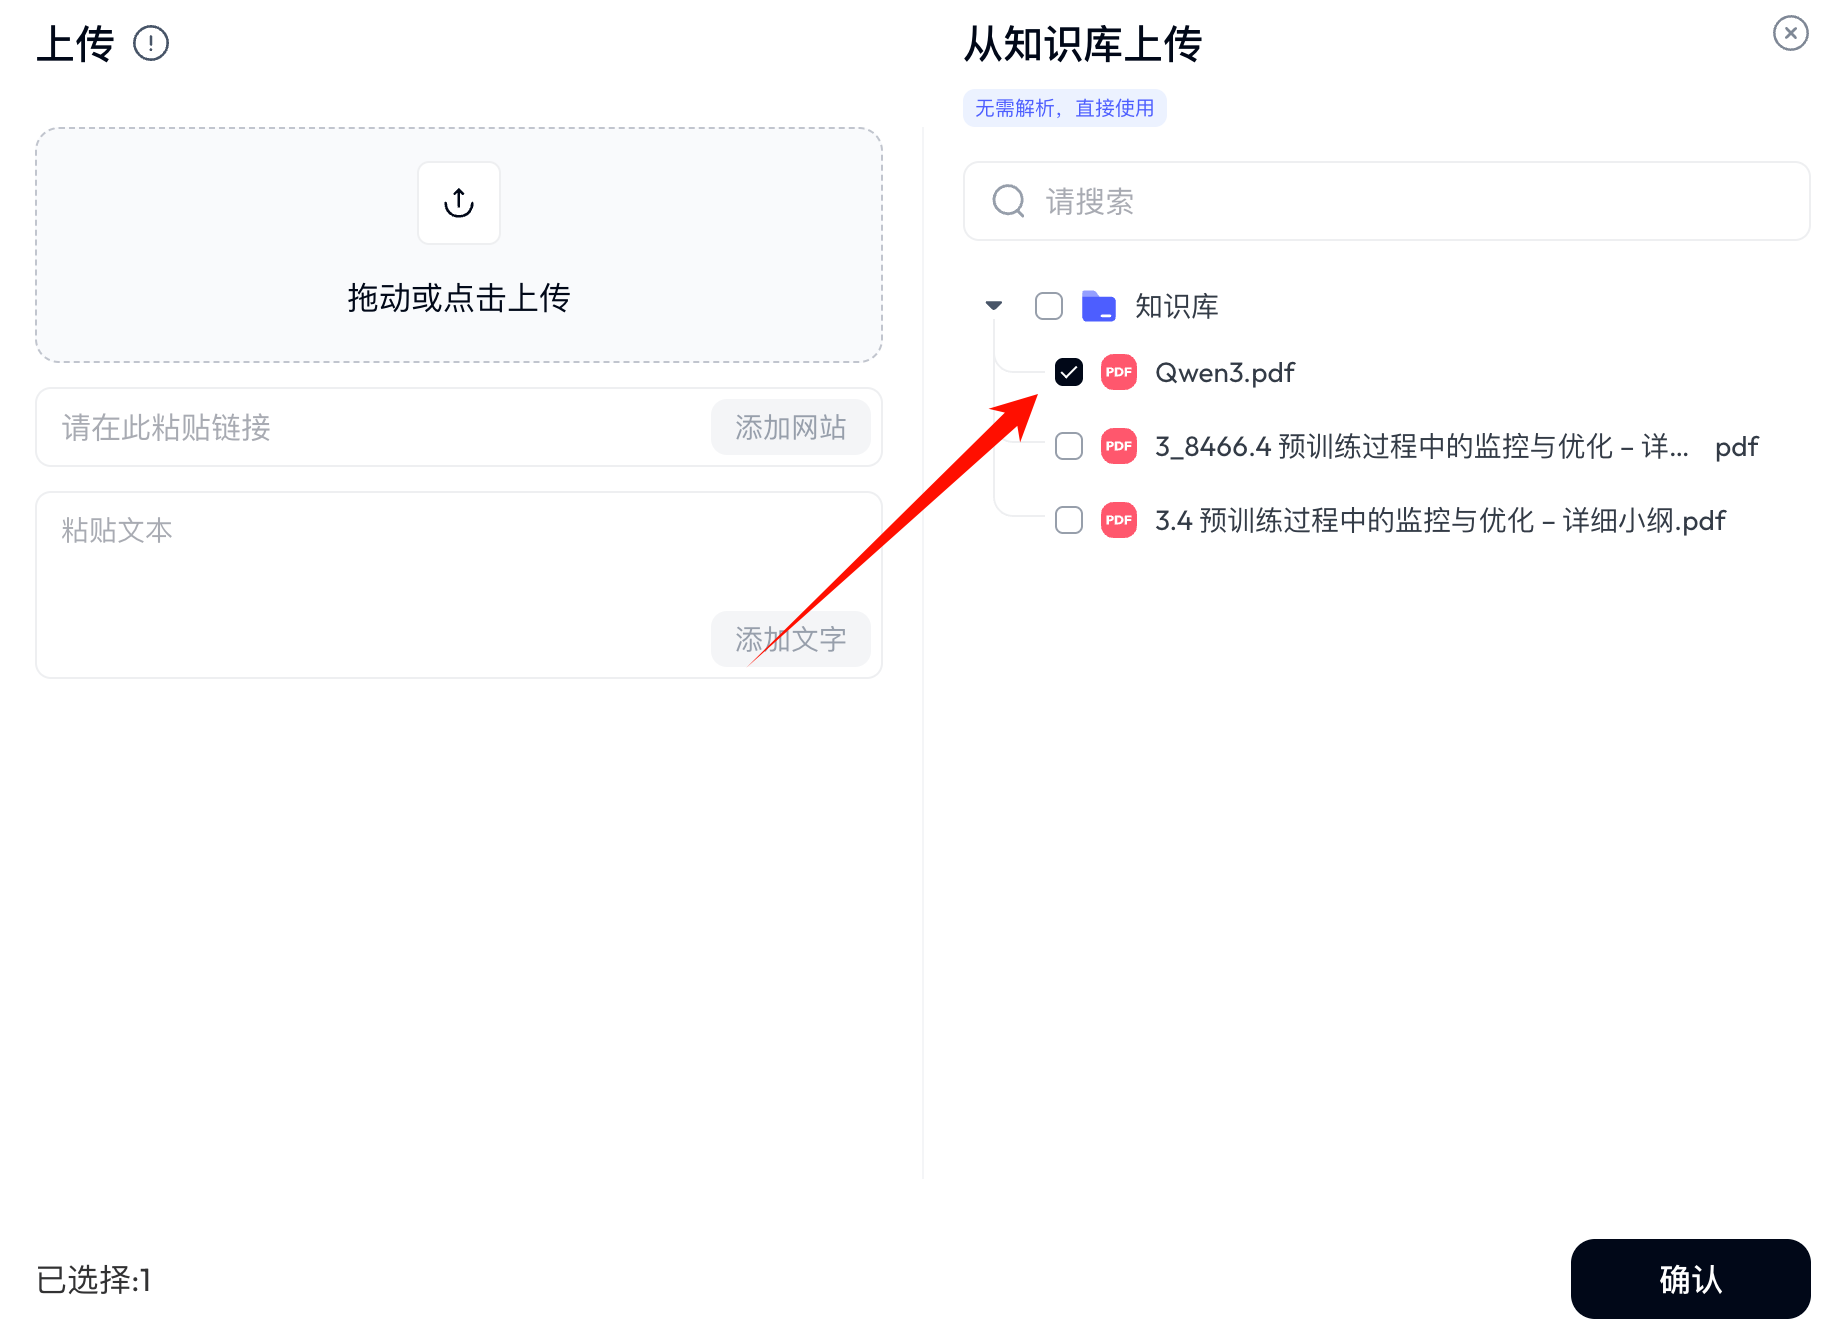 上传
拖动或点击上传
请在此粘贴链接
添加网站
粘贴文本
添加文字
从知识库上传
无需解析，直接使用
请搜索
知识库
PDF Qwen3.pdf
PDF 3_8466.4 预训练过程中的监控与优化 – 详... pdf
PDF 3.4 预训练过程中的监控与优化 – 详细小纲.pdf
已选择:1
确认